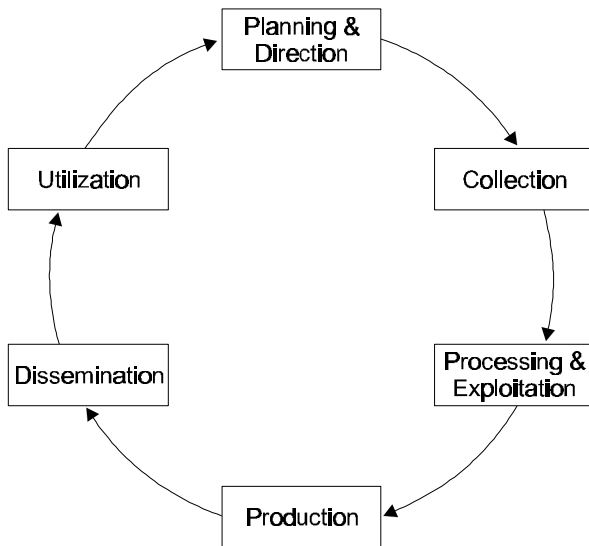 Planning &
Direction
Utilization
Collection
Dissemination
Processing &
Exploitation
Production